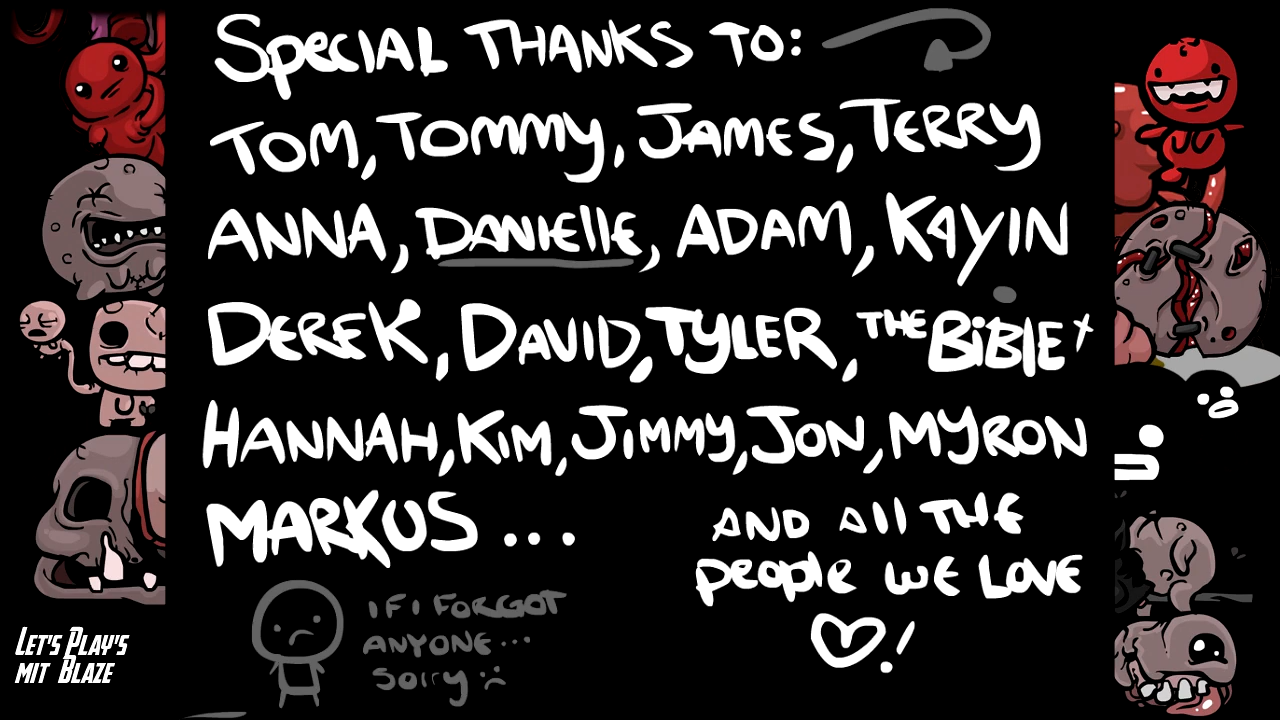 SpecIAL THANKS TO:
TOM, TOMMY, JAMES, TERRY
ANNA, DANIElle, ADAM, KAYIN
DEREK, DAVID, TYLER, THE BiBlE +
HANNAH, KiM, JiMMY, JON, MYRON
MARKUS ...
AND All THE
people WE LOVE
♡!
IF I FORGOT
ANYONE...
Sorry :(
LET'S PLAY'S
MIT BLAZE